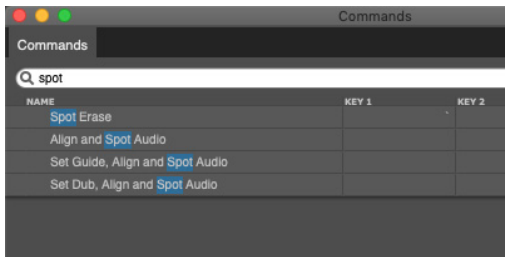 Commands
Commands
spot
NAME KEY 1 KEY 2
Spot Erase `
Align and Spot Audio
Set Guide, Align and Spot Audio
Set Dub, Align and Spot Audio